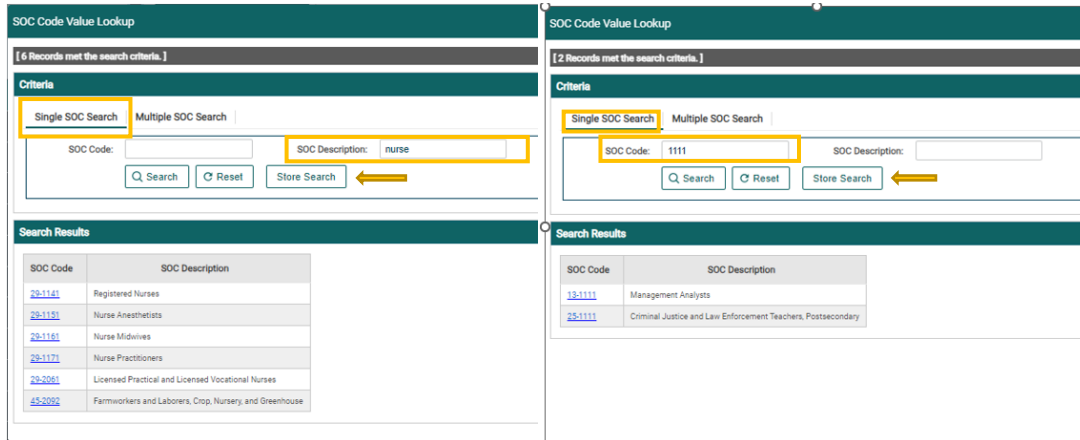 SOC Code Value Lookup
[ 6 Records met the search criteria. ]
Criteria
Single SOC Search Multiple SOC Search
SOC Code: SOC Description: nurse
Search Reset Store Search
Search Results
SOC Code SOC Description
29-1141 Registered Nurses
29-1151 Nurse Anesthetists
29-1161 Nurse Midwives
29-1171 Nurse Practitioners
29-2061 Licensed Practical and Licensed Vocational Nurses
45-2092 Farmworkers and Laborers, Crop, Nursery, and Greenhouse
SOC Code Value Lookup
[ 2 Records met the search criteria. ]
Criteria
Single SOC Search Multiple SOC Search
SOC Code: 1111 SOC Description:
Search Reset Store Search
Search Results
SOC Code SOC Description
13-1111 Management Analysts
25-1111 Criminal Justice and Law Enforcement Teachers, Postsecondary